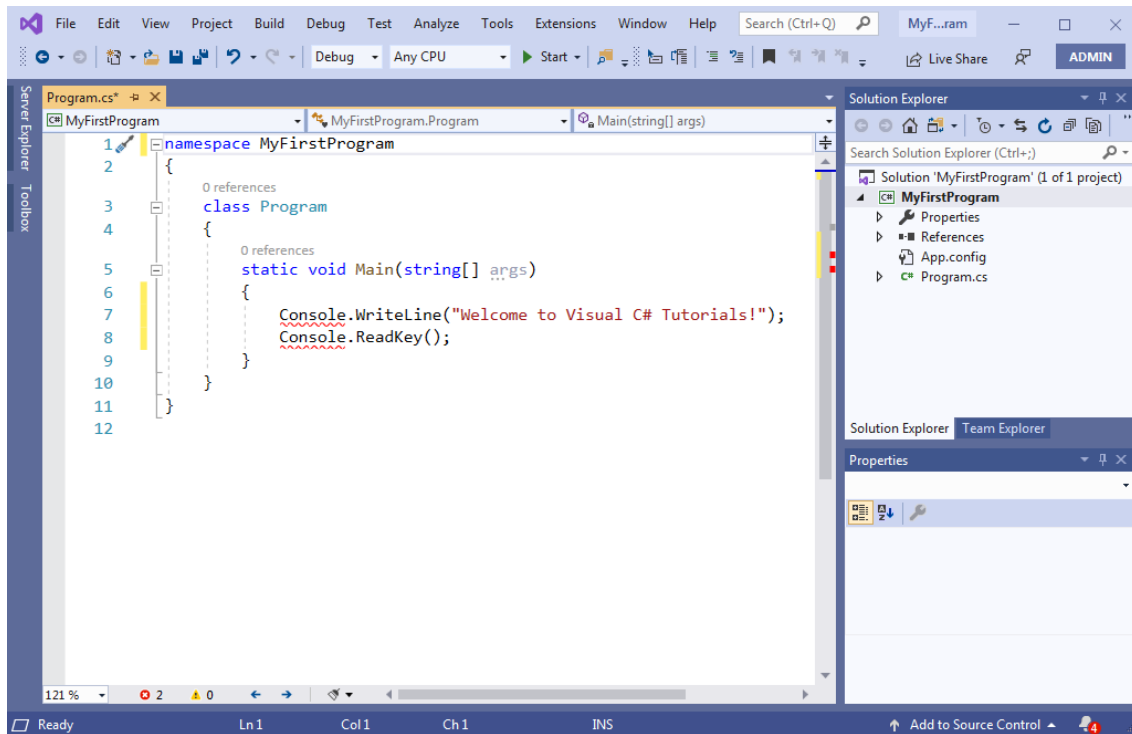 File Edit View Project Build Debug Test Analyze Tools Extensions Window Help Search (Ctrl+Q) MyF...ram
Debug Any CPU Start Live Share ADMIN
Server Explorer
Toolbox
Program.cs*
C# MyFirstProgram MyFirstProgram.Program Main(string[] args)
1 namespace MyFirstProgram
2 {
0 references
3 class Program
4 {
0 references
5 static void Main(string[] args)
6 {
7 Console.WriteLine("Welcome to Visual C# Tutorials!");
8 Console.ReadKey();
9 }
10 }
11 }
12
121 % 2 0
Solution Explorer
Search Solution Explorer (Ctrl+;)
Solution 'MyFirstProgram' (1 of 1 project)
C# MyFirstProgram
Properties
References
App.config
C# Program.cs
Solution Explorer Team Explorer
Properties
Ready Ln 1 Col 1 Ch 1 INS Add to Source Control 4